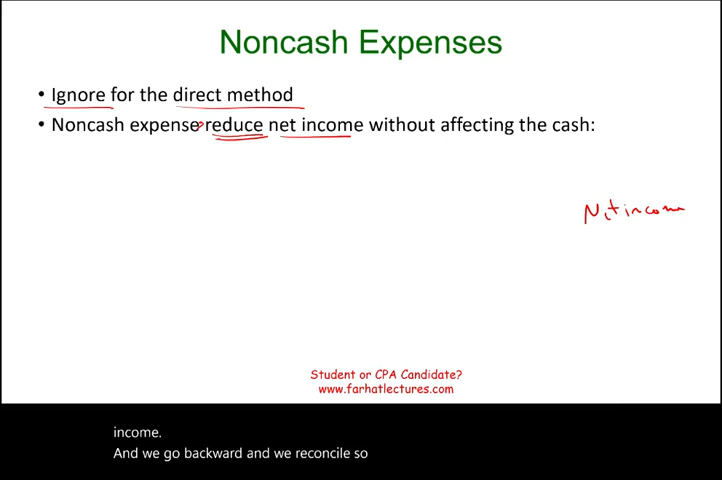 Noncash Expenses
• Ignore for the direct method
• Noncash expense reduce net income without affecting the cash:
Net income
Student or CPA Candidate?
www.farhatlectures.com
income.
And we go backward and we reconcile so